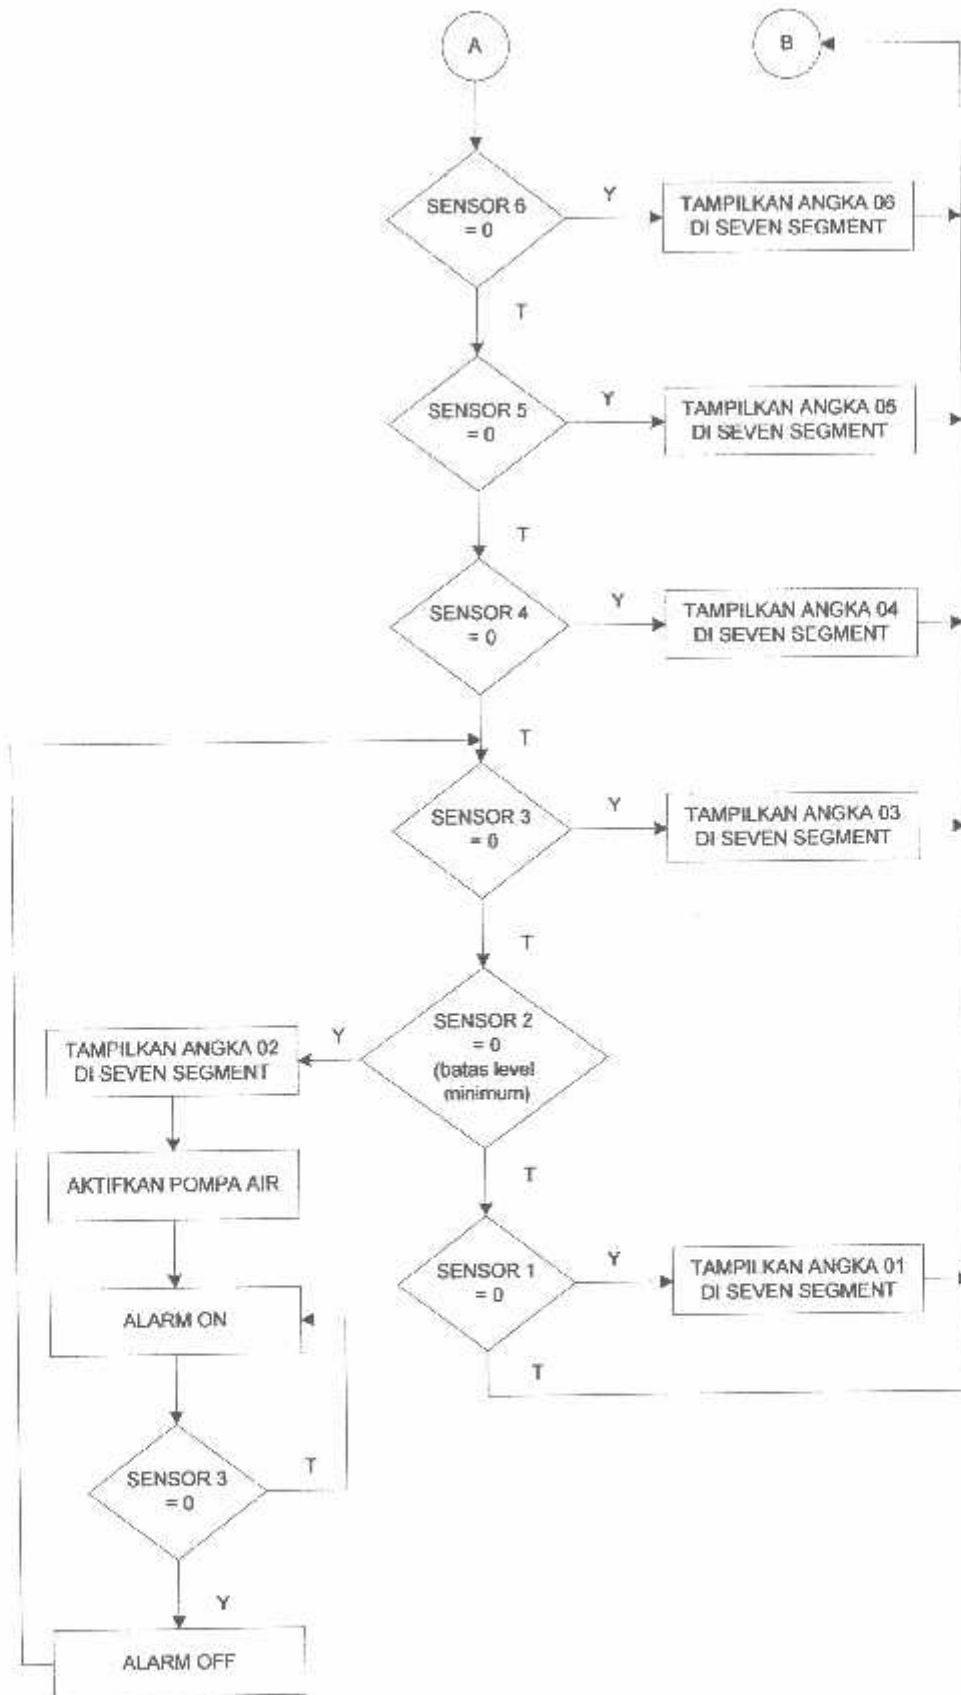 A
B
SENSOR 6
= 0
Y
TAMPILKAN ANGKA 06
DI SEVEN SEGMENT
T
SENSOR 5
= 0
Y
TAMPILKAN ANGKA 05
DI SEVEN SEGMENT
T
SENSOR 4
= 0
Y
TAMPILKAN ANGKA 04
DI SEVEN SEGMENT
T
SENSOR 3
= 0
Y
TAMPILKAN ANGKA 03
DI SEVEN SEGMENT
T
SENSOR 2
= 0
(batas level
minimum)
Y
TAMPILKAN ANGKA 02
DI SEVEN SEGMENT
AKTIFKAN POMPA AIR
T
SENSOR 1
= 0
Y
TAMPILKAN ANGKA 01
DI SEVEN SEGMENT
T
ALARM ON
SENSOR 3
= 0
T
Y
ALARM OFF